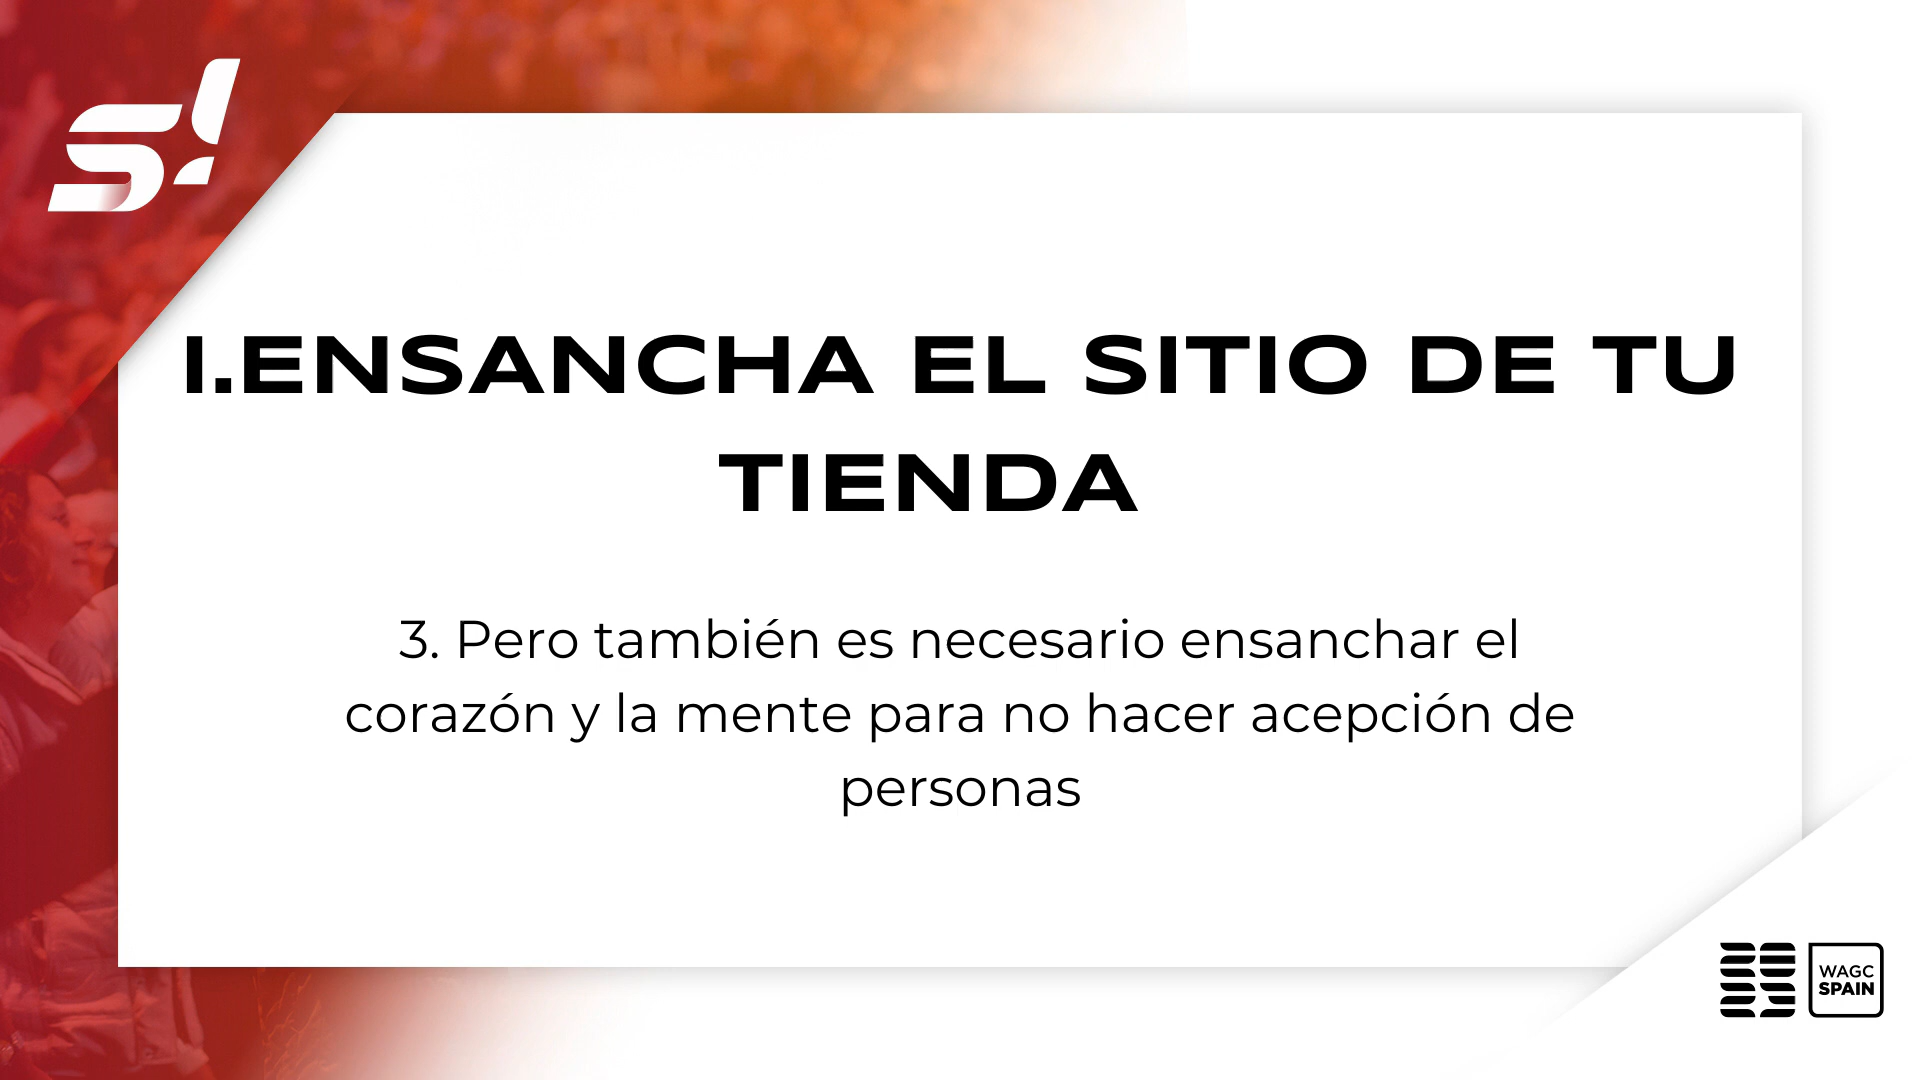 s!
I.ENSANCHA EL SITIO DE TU
TIENDA
3. Pero también es necesario ensanchar el
corazón y la mente para no hacer acepción de
personas
WAGC
SPAIN